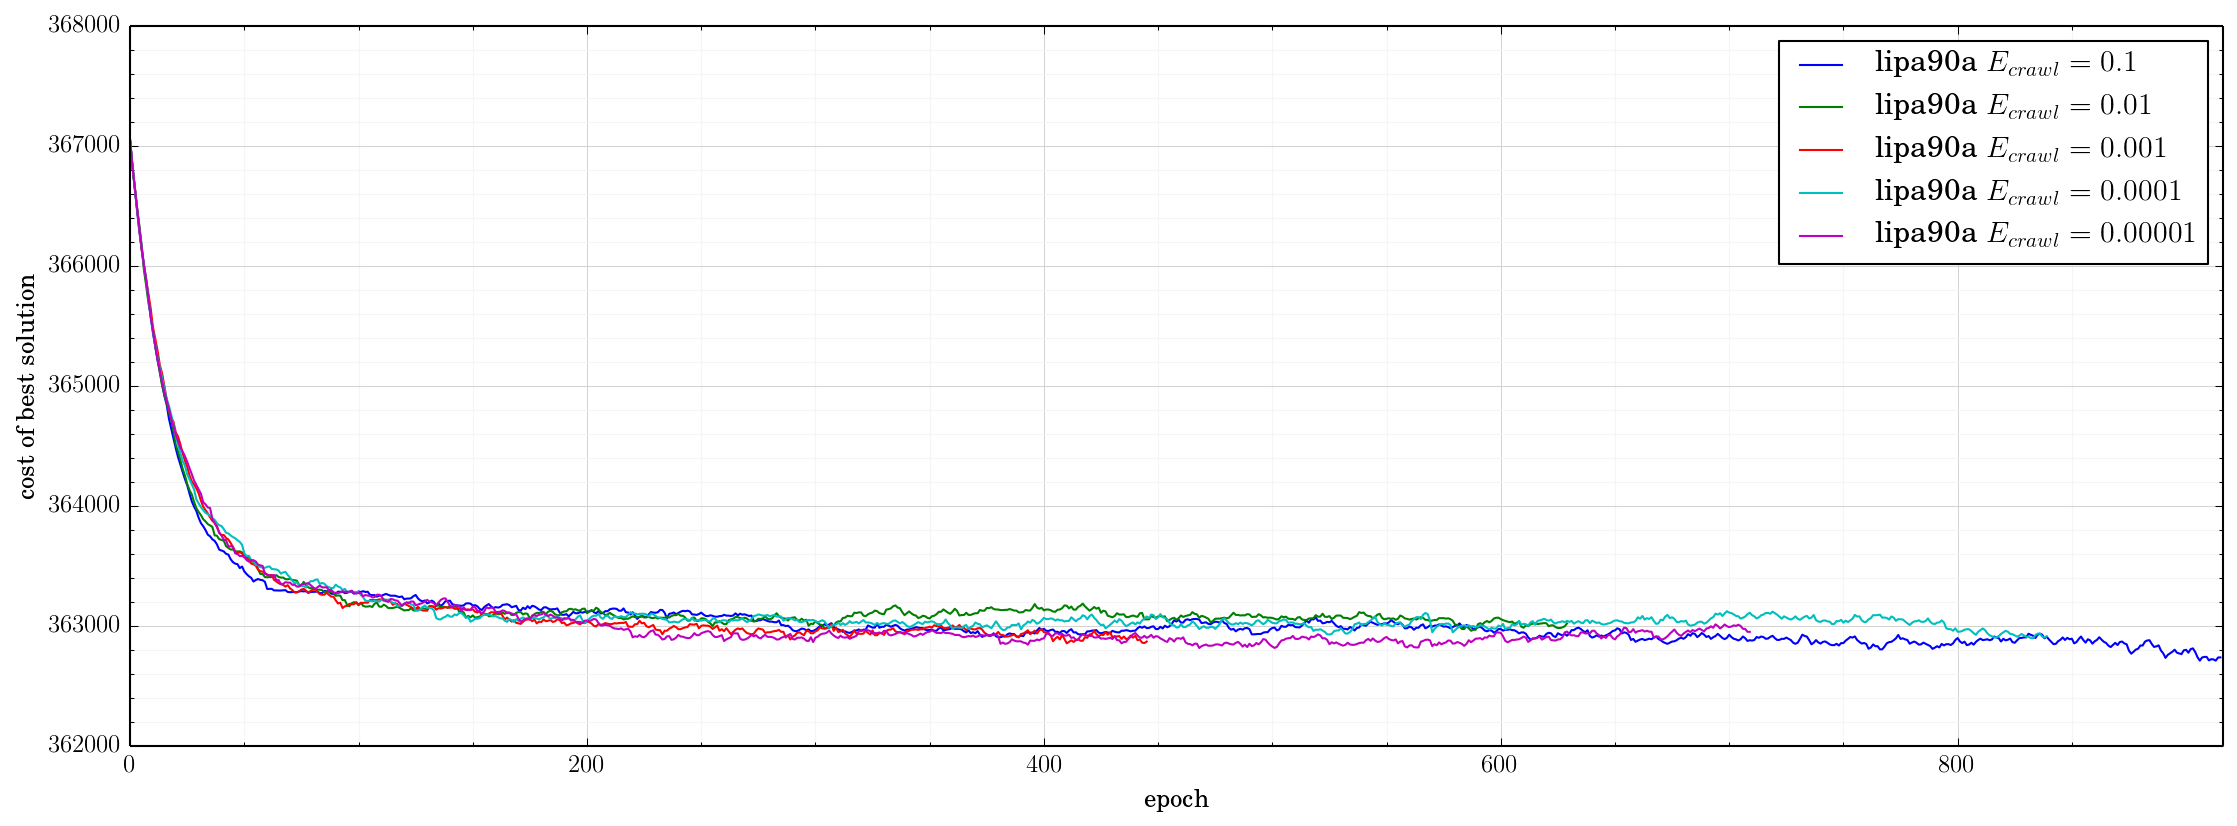 368000
367000
366000
365000
364000
363000
362000
cost of best solution
0 200 400 600 800
epoch
lipa90a E_crawl = 0.1
lipa90a E_crawl = 0.01
lipa90a E_crawl = 0.001
lipa90a E_crawl = 0.0001
lipa90a E_crawl = 0.00001